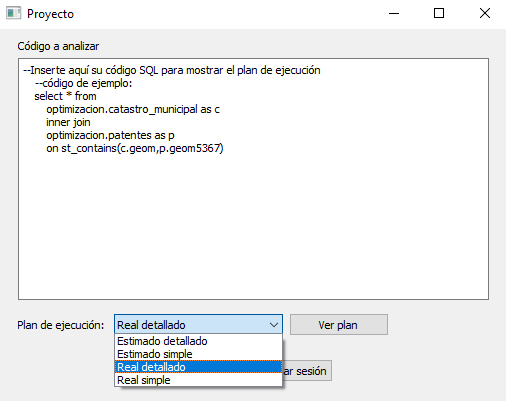 Proyecto
Código a analizar
--Inserte aquí su código SQL para mostrar el plan de ejecución
--código de ejemplo:
select * from
optimizacion.catastro_municipal as c
inner join
optimizacion.patentes as p
on st_contains(c.geom,p.geom5367)
Plan de ejecución: Real detallado Ver plan
Estimado detallado
Estimado simple
Real detallado
Real simple
sesión